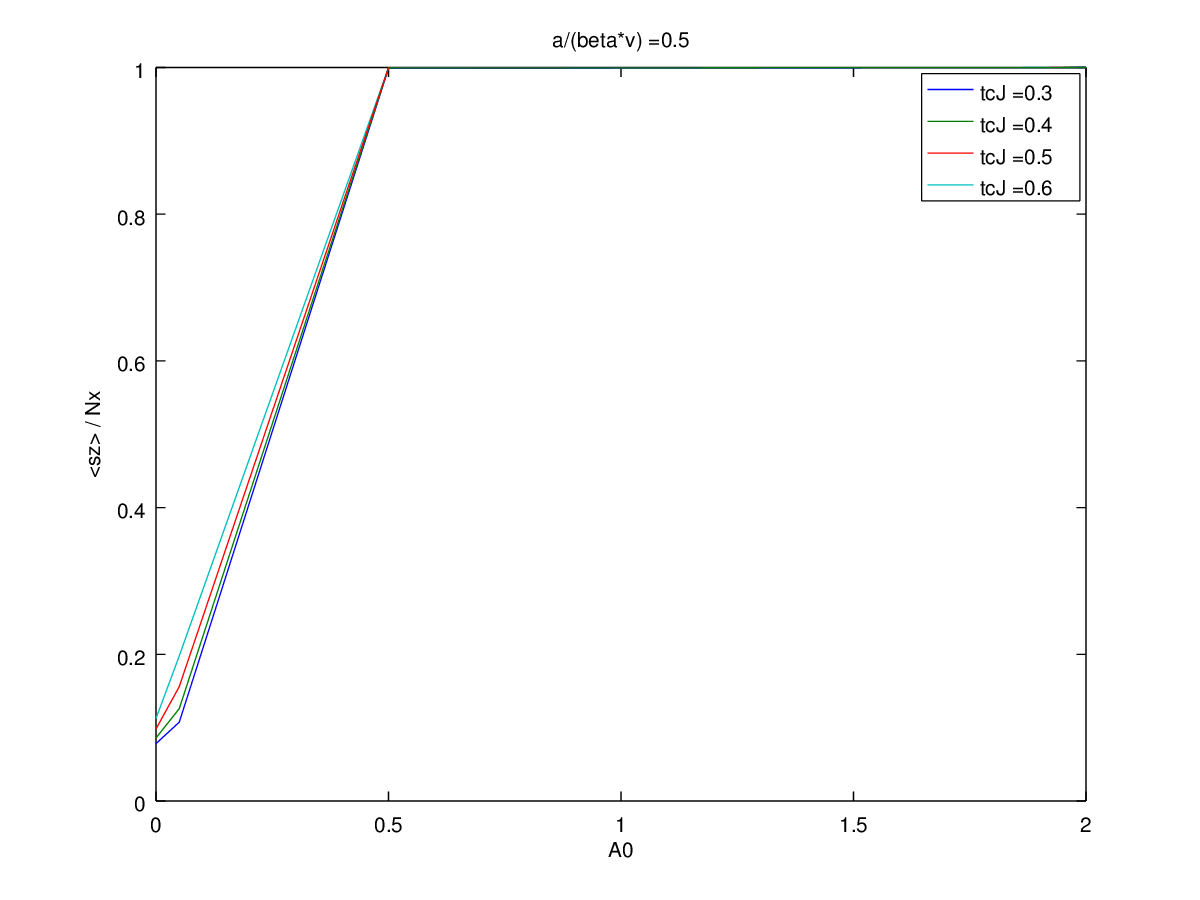 a/(beta*v) =0.5
1
0.8
0.6
0.4
0.2
0
<sz> / Nx
tcJ =0.3
tcJ =0.4
tcJ =0.5
tcJ =0.6
0 0.5 1 1.5 2
A0